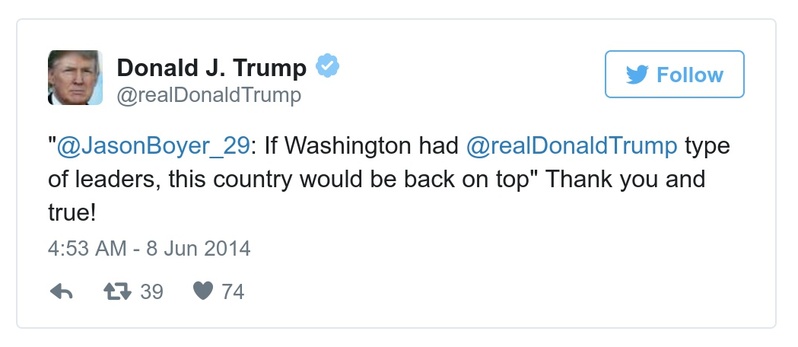 Donald J. Trump
@realDonaldTrump
Follow
"@JasonBoyer_29: If Washington had @realDonaldTrump type
of leaders, this country would be back on top" Thank you and
true!
4:53 AM - 8 Jun 2014
39 74